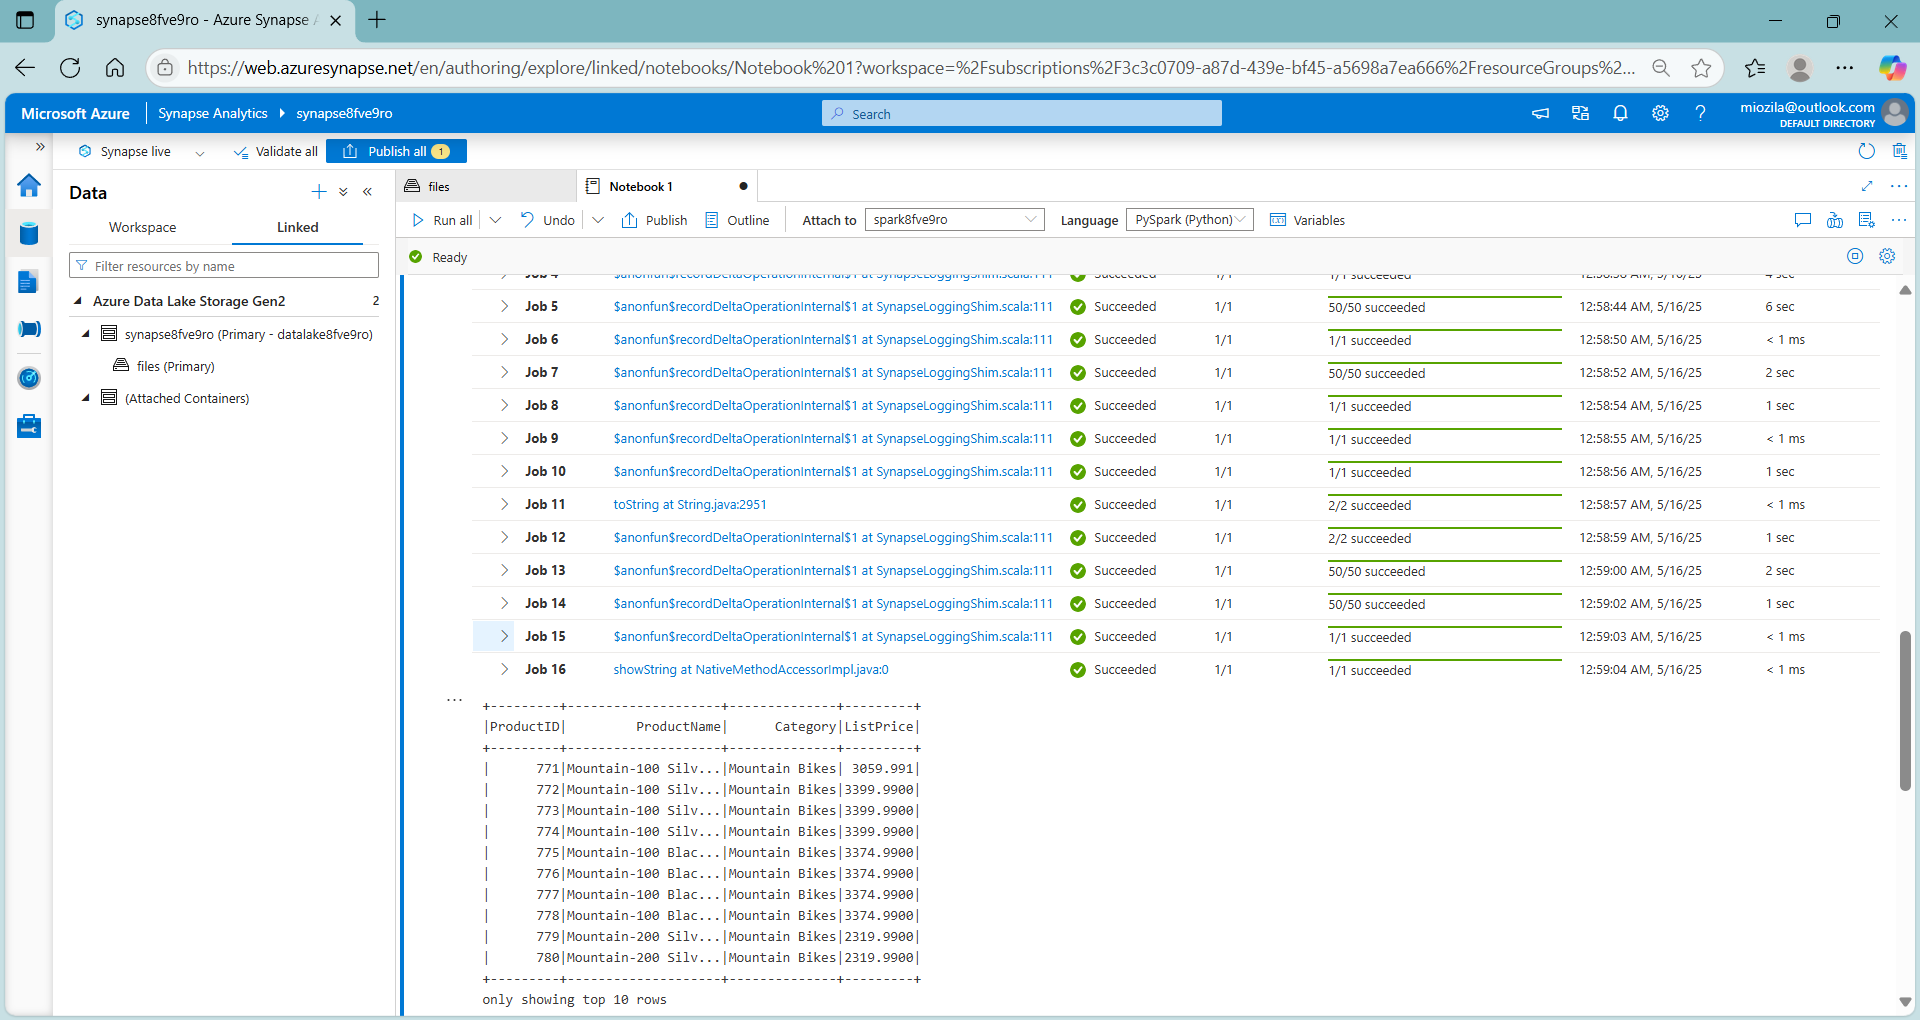 synapse8fve9ro - Azure Synapse A
https://web.azuresynapse.net/en/authoring/explore/linked/notebooks/Notebook%201?workspace=%2Fsubscriptions%2F3c3c0709-a87d-439e-bf45-a5698a7ea666%2FresourceGroups%2...
Microsoft Azure
Synapse Analytics
synapse8fve9ro
Search
miozila@outlook.com
DEFAULT DIRECTORY
Synapse live
Validate all
Publish all 1
Data
Workspace
Linked
Filter resources by name
Azure Data Lake Storage Gen2 2
synapse8fve9ro (Primary - datalake8fve9ro)
files (Primary)
(Attached Containers)
files
Notebook 1
Run all
Undo
Publish
Outline
Attach to spark8fve9ro
Language PySpark (Python)
Variables
Ready
Job 4 $anonfun$recordDeltaOperationInternal$1 at SynapseLoggingShim.scala:111 Succeeded 1/1 1/1 succeeded 5/16/25 4 sec
Job 5 $anonfun$recordDeltaOperationInternal$1 at SynapseLoggingShim.scala:111 Succeeded 1/1 50/50 succeeded 12:58:44 AM, 5/16/25 6 sec
Job 6 $anonfun$recordDeltaOperationInternal$1 at SynapseLoggingShim.scala:111 Succeeded 1/1 1/1 succeeded 12:58:50 AM, 5/16/25 < 1 ms
Job 7 $anonfun$recordDeltaOperationInternal$1 at SynapseLoggingShim.scala:111 Succeeded 1/1 50/50 succeeded 12:58:52 AM, 5/16/25 2 sec
Job 8 $anonfun$recordDeltaOperationInternal$1 at SynapseLoggingShim.scala:111 Succeeded 1/1 1/1 succeeded 12:58:54 AM, 5/16/25 1 sec
Job 9 $anonfun$recordDeltaOperationInternal$1 at SynapseLoggingShim.scala:111 Succeeded 1/1 1/1 succeeded 12:58:55 AM, 5/16/25 < 1 ms
Job 10 $anonfun$recordDeltaOperationInternal$1 at SynapseLoggingShim.scala:111 Succeeded 1/1 1/1 succeeded 12:58:56 AM, 5/16/25 1 sec
Job 11 toString at String.java:2951 Succeeded 1/1 2/2 succeeded 12:58:57 AM, 5/16/25 < 1 ms
Job 12 $anonfun$recordDeltaOperationInternal$1 at SynapseLoggingShim.scala:111 Succeeded 1/1 2/2 succeeded 12:58:59 AM, 5/16/25 1 sec
Job 13 $anonfun$recordDeltaOperationInternal$1 at SynapseLoggingShim.scala:111 Succeeded 1/1 50/50 succeeded 12:59:00 AM, 5/16/25 2 sec
Job 14 $anonfun$recordDeltaOperationInternal$1 at SynapseLoggingShim.scala:111 Succeeded 1/1 50/50 succeeded 12:59:02 AM, 5/16/25 1 sec
Job 15 $anonfun$recordDeltaOperationInternal$1 at SynapseLoggingShim.scala:111 Succeeded 1/1 1/1 succeeded 12:59:03 AM, 5/16/25 < 1 ms
Job 16 showString at NativeMethodAccessorImpl.java:0 Succeeded 1/1 1/1 succeeded 12:59:04 AM, 5/16/25 < 1 ms
+---------+--------------------+--------------+---------+
|ProductID|         ProductName|      Category|ListPrice|
+---------+--------------------+--------------+---------+
|      771|Mountain-100 Silv...|Mountain Bikes| 3059.991|
|      772|Mountain-100 Silv...|Mountain Bikes|3399.9900|
|      773|Mountain-100 Silv...|Mountain Bikes|3399.9900|
|      774|Mountain-100 Silv...|Mountain Bikes|3399.9900|
|      775|Mountain-100 Blac...|Mountain Bikes|3374.9900|
|      776|Mountain-100 Blac...|Mountain Bikes|3374.9900|
|      777|Mountain-100 Blac...|Mountain Bikes|3374.9900|
|      778|Mountain-100 Blac...|Mountain Bikes|3374.9900|
|      779|Mountain-200 Silv...|Mountain Bikes|2319.9900|
|      780|Mountain-200 Silv...|Mountain Bikes|2319.9900|
+---------+--------------------+--------------+---------+
only showing top 10 rows